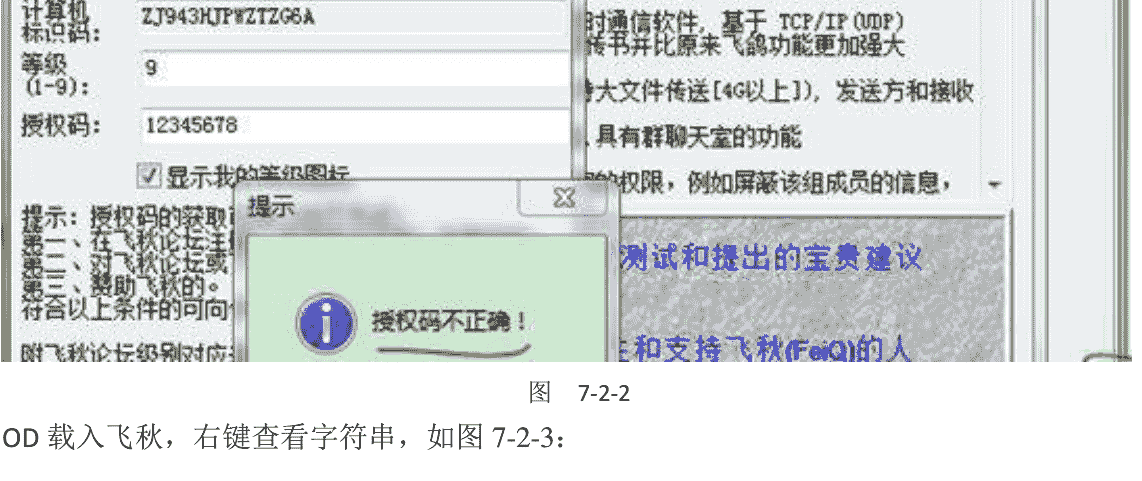 计算机
标识码：
ZJ943HJPWZTZG6A
等级
(1-9)：
9
授权码：
12345678
显示我的等级图标
提示：授权码的获取
第一、在飞秋论坛注
第二、对飞秋论坛或
第三、赞助飞秋的。
符合以上条件的可向
附飞秋论坛级别对应
时通信软件, 基于 TCP/IP(UDP)
传书并比原来飞鸽功能更加强大
大文件传送[4G以上]), 发送方和接收
具有群聊天室的功能
的权限，例如屏蔽该组成员的信息，
测试和提出的宝贵建议
和支持飞秋(FeiQ)的人
提示
授权码不正确！
图 7-2-2
OD 载入飞秋，右键查看字符串，如图 7-2-3：